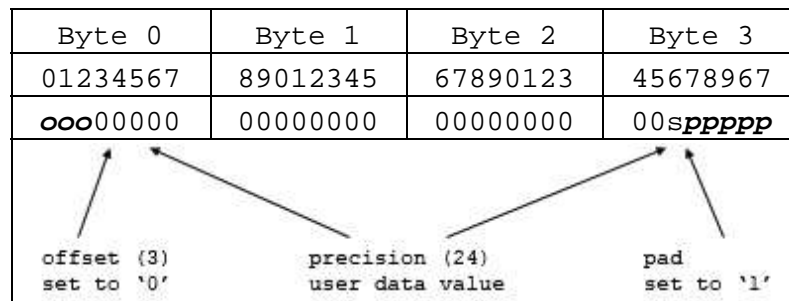 Byte 0 Byte 1 Byte 2 Byte 3
01234567 89012345 67890123 45678967
ooo00000 00000000 00000000 00sppppp
offset (3) precision (24) pad
set to ‘0’ user data value set to ‘1’